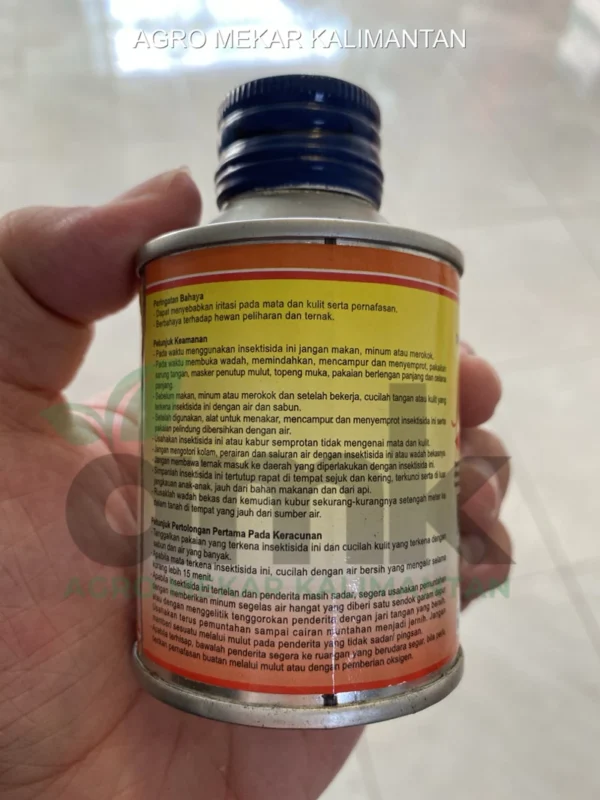 AGRO MEKAR KALIMANTAN
Peringatan Bahaya
- Dapat menyebabkan iritasi pada mata dan kulit serta pernafasan.
- Berbahaya terhadap hewan peliharan dan ternak.
Petunjuk Keamanan
- Pada waktu menggunakan insektisida ini jangan makan, minum atau merokok.
- Pada waktu membuka wadah, memindahkan, mencampur dan menyemprot, pakailah
sarung tangan, masker penutup mulut, topeng muka, pakaian berlengan panjang dan celana
panjang.
- Sebelum makan, minum atau merokok dan setelah bekerja, cucilah tangan atau kulit yang
terkena insektisida ini dengan air dan sabun.
- Setelah digunakan, alat untuk menakar, mencampur dan menyemprot insektisida ini serta
pakaian pelindung dibersihkan dengan air.
- Usahakan insektisida ini atau kabur semprotan tidak mengenai mata dan kulit.
- Jangan mengotori kolam, perairan dan saluran air dengan insektisida ini atau wadah bekasnya.
- Jangan membawa ternak masuk ke daerah yang diperlakukan dengan insektisida ini.
- Simpanlah insektisida ini tertutup rapat di tempat sejuk dan kering, terkunci serta di luar
jangkauan anak-anak, jauh dari bahan makanan dan dari api.
- Rusaklah wadah bekas dan kemudian kubur sekurang-kurangnya setengah meter di
dalam tanah di tempat yang jauh dari sumber air.
amk
AGRO MEKAR KALIMANTAN
Petunjuk Pertolongan Pertama Pada Keracunan
Tanggalkan pakaian yang terkena insektisida ini dan cucilah kulit yang terkena dengan
sabun dan air yang banyak.
Apabila mata terkena insektisida ini, cucilah dengan air bersih yang mengalir selama
kurang lebih 15 menit.
Apabila insektisida ini tertelan dan penderita masih sadar, segera usahakan pemuntahan
dengan memberikan minum segelas air hangat yang diberi satu sendok garam dapur
atau dengan menggelitik tenggorokan penderita dengan jari tangan yang bersih.
Usahakan terus pemuntahan sampai cairan muntahan menjadi jernih. Jangan
memberi sesuatu melalui mulut pada penderita yang tidak sadar/ pingsan.
Apabila terhisap, bawalah penderita segera ke ruangan yang berudara segar, bila perlu
berikan pernafasan buatan melalui mulut atau dengan pemberian oksigen.